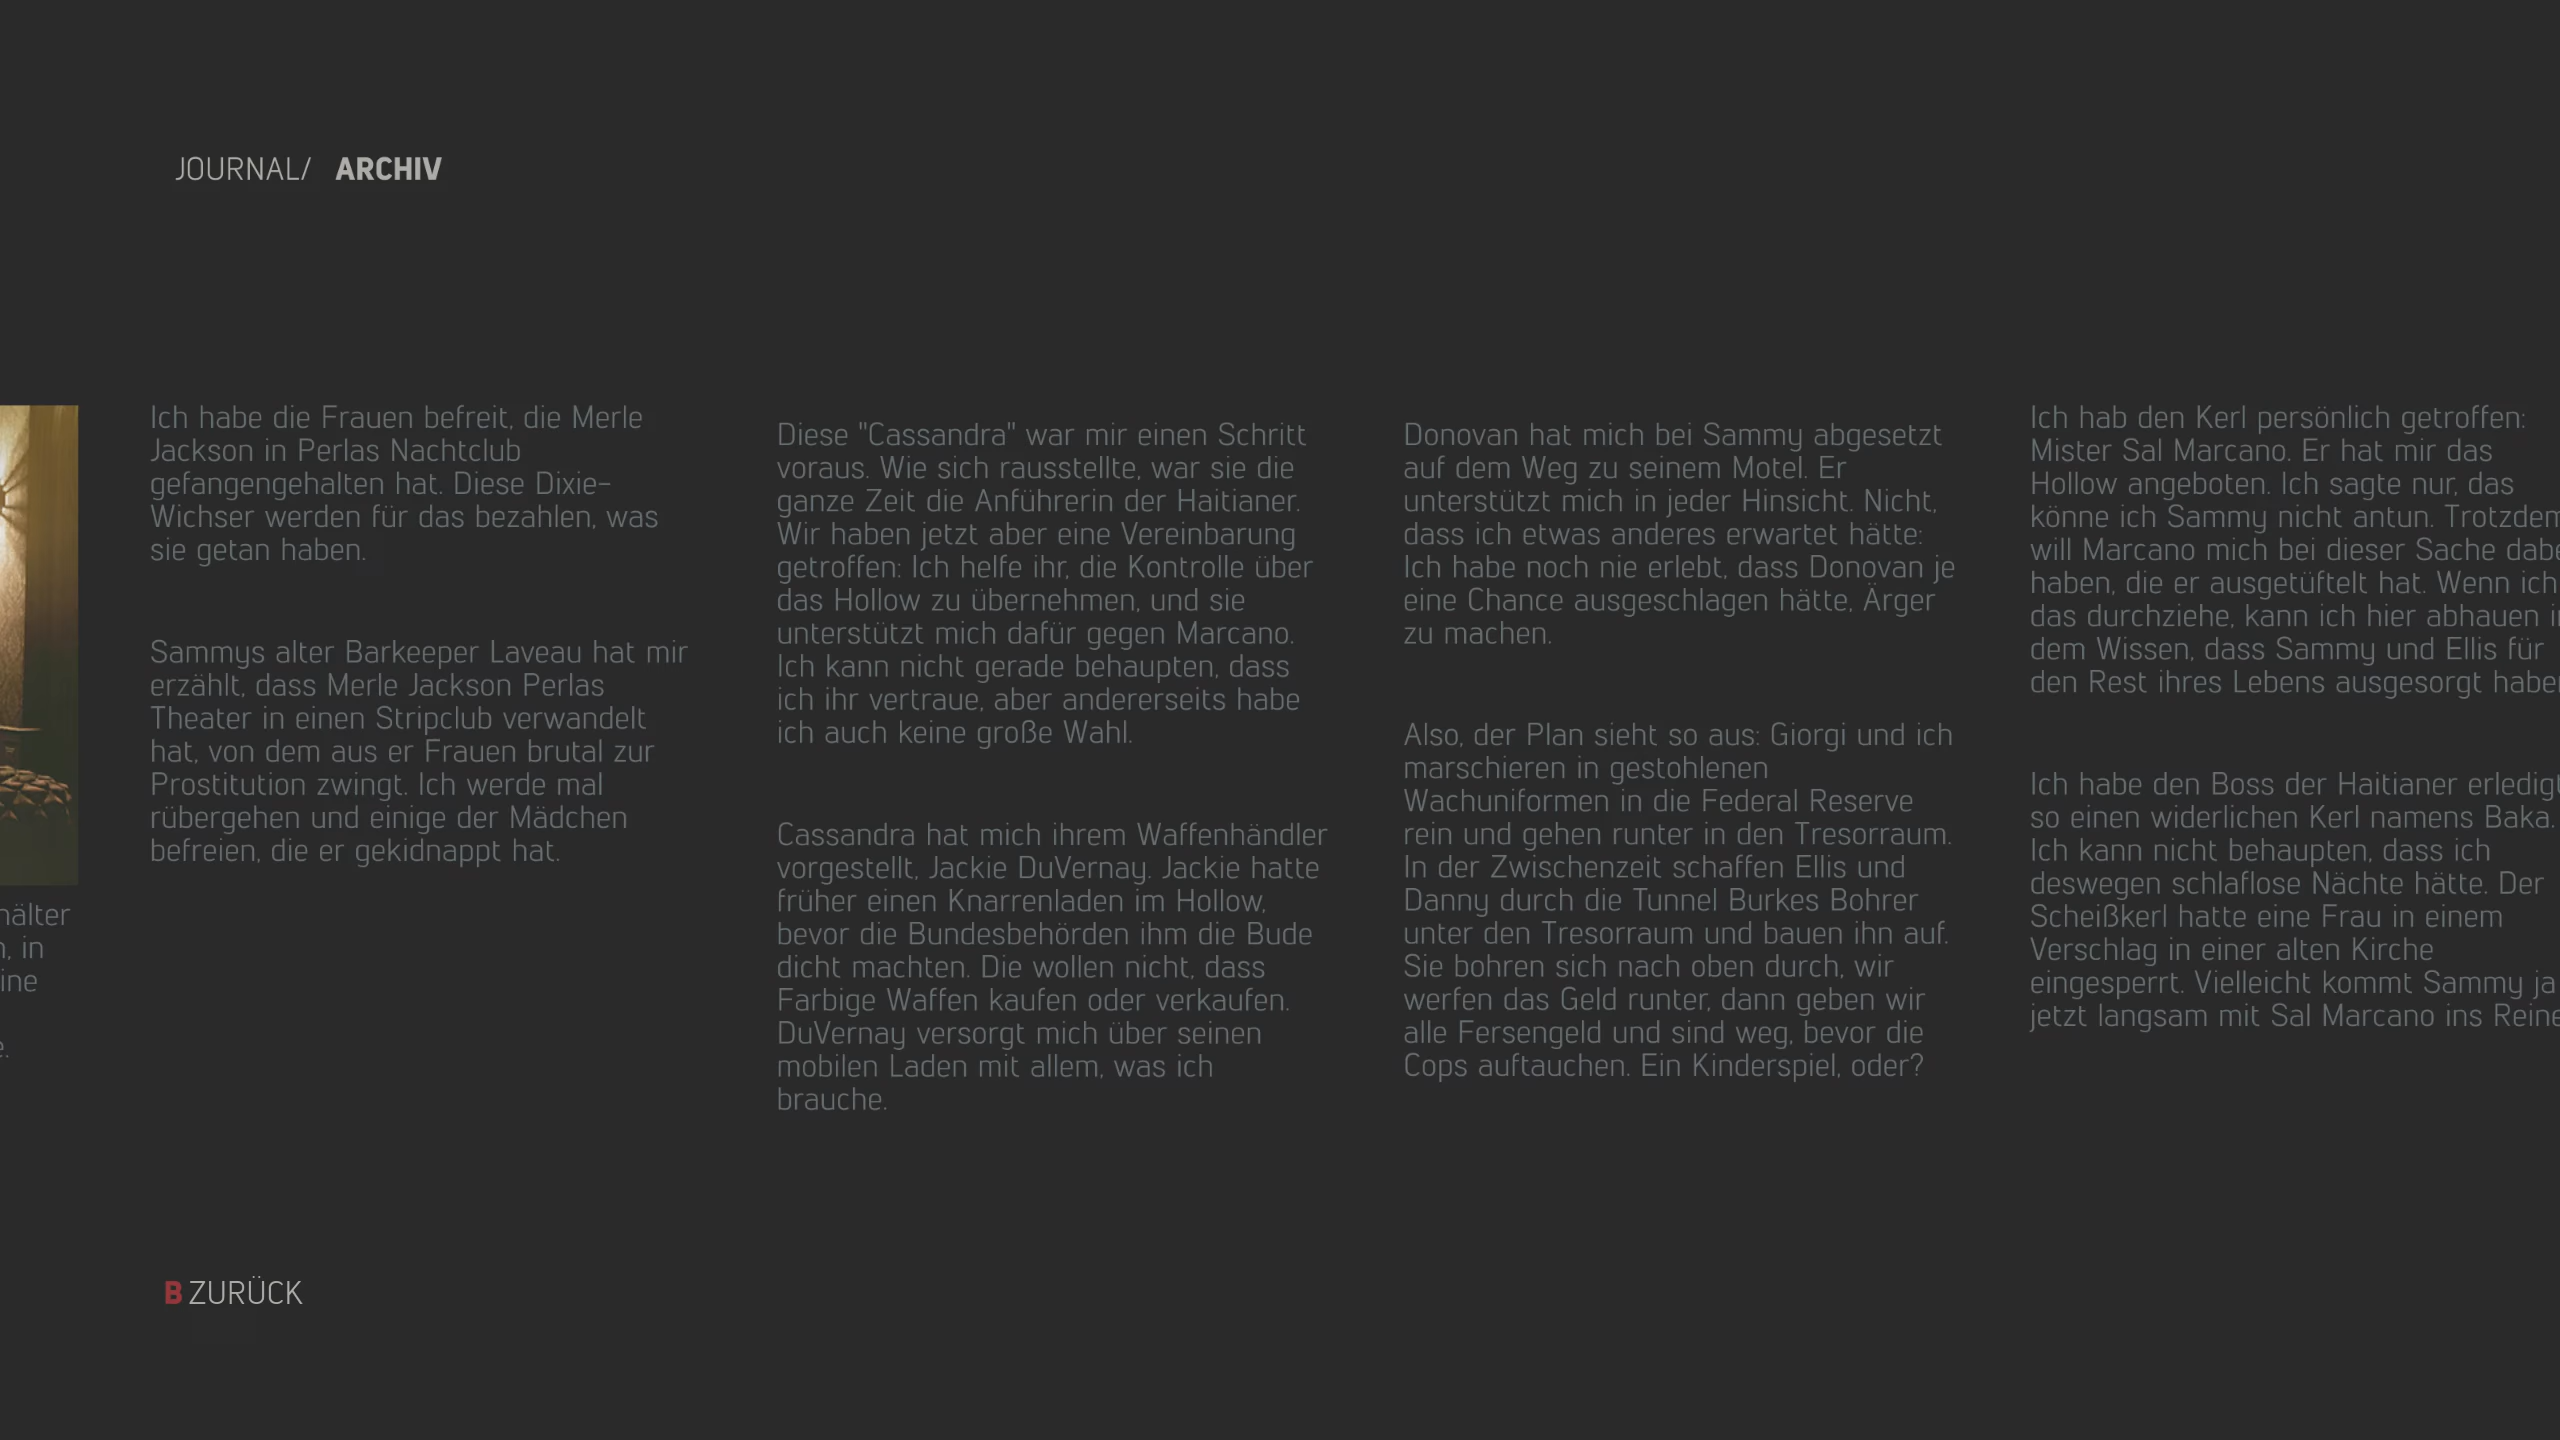 JOURNAL/ ARCHIV
hälter
, in
ine
e.
Ich habe die Frauen befreit, die Merle
Jackson in Perlas Nachtclub
gefangengehalten hat. Diese Dixie-
Wichser werden für das bezahlen, was
sie getan haben.
Sammys alter Barkeeper Laveau hat mir
erzählt, dass Merle Jackson Perlas
Theater in einen Stripclub verwandelt
hat, von dem aus er Frauen brutal zur
Prostitution zwingt. Ich werde mal
rübergehen und einige der Mädchen
befreien, die er gekidnappt hat.
Diese "Cassandra" war mir einen Schritt
voraus. Wie sich rausstellte, war sie die
ganze Zeit die Anführerin der Haitianer.
Wir haben jetzt aber eine Vereinbarung
getroffen: Ich helfe ihr, die Kontrolle über
das Hollow zu übernehmen, und sie
unterstützt mich dafür gegen Marcano.
Ich kann nicht gerade behaupten, dass
ich ihr vertraue, aber andererseits habe
ich auch keine große Wahl.
Cassandra hat mich ihrem Waffenhändler
vorgestellt, Jackie DuVernay. Jackie hatte
früher einen Knarrenladen im Hollow,
bevor die Bundesbehörden ihm die Bude
dicht machten. Die wollen nicht, dass
Farbige Waffen kaufen oder verkaufen.
DuVernay versorgt mich über seinen
mobilen Laden mit allem, was ich
brauche.
Donovan hat mich bei Sammy abgesetzt
auf dem Weg zu seinem Motel. Er
unterstützt mich in jeder Hinsicht. Nicht,
dass ich etwas anderes erwartet hätte:
Ich habe noch nie erlebt, dass Donovan je
eine Chance ausgeschlagen hätte, Ärger
zu machen.
Also, der Plan sieht so aus: Giorgi und ich
marschieren in gestohlenen
Wachuniformen in die Federal Reserve
rein und gehen runter in den Tresorraum.
In der Zwischenzeit schaffen Ellis und
Danny durch die Tunnel Burkes Bohrer
unter den Tresorraum und bauen ihn auf.
Sie bohren sich nach oben durch, wir
werfen das Geld runter, dann geben wir
alle Fersengeld und sind weg, bevor die
Cops auftauchen. Ein Kinderspiel, oder?
Ich hab den Kerl persönlich getroffen:
Mister Sal Marcano. Er hat mir das
Hollow angeboten. Ich sagte nur, das
könne ich Sammy nicht antun. Trotzdem
will Marcano mich bei dieser Sache dabe
haben, die er ausgetüftelt hat. Wenn ich
das durchziehe, kann ich hier abhauen i
dem Wissen, dass Sammy und Ellis für
den Rest ihres Lebens ausgesorgt habe
Ich habe den Boss der Haitianer erledig
so einen widerlichen Kerl namens Baka.
Ich kann nicht behaupten, dass ich
deswegen schlaflose Nächte hätte. Der
Scheißkerl hatte eine Frau in einem
Verschlag in einer alten Kirche
eingesperrt. Vielleicht kommt Sammy ja
jetzt langsam mit Sal Marcano ins Reine
B ZURÜCK